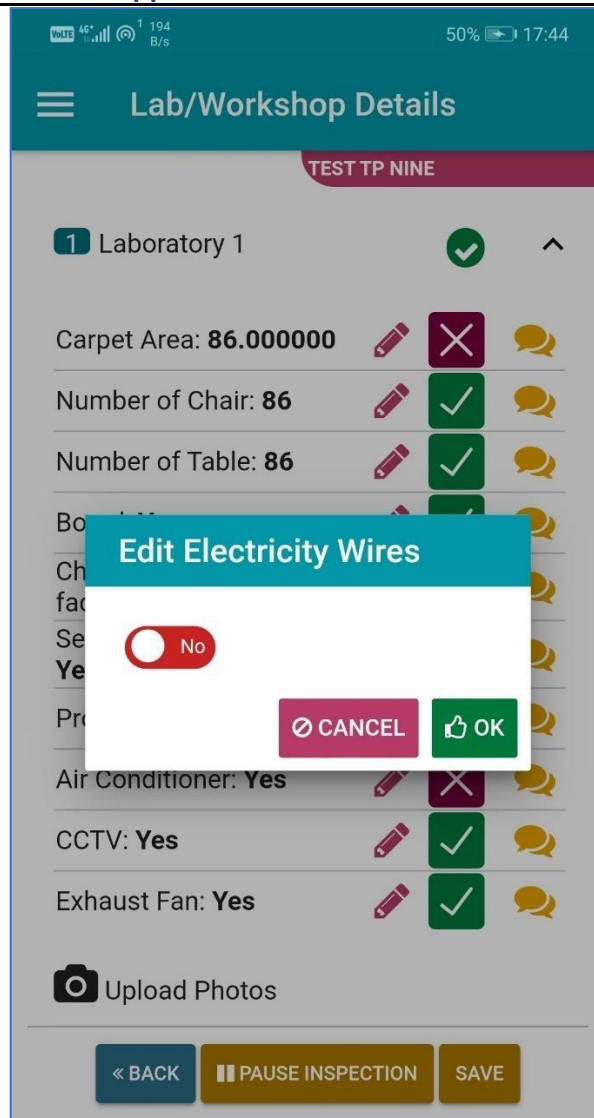 VoLTE 4G+ 1 194 B/s 50% 17:44
Lab/Workshop Details
TEST TP NINE
1 Laboratory 1
Carpet Area: 86.000000
Number of Chair: 86
Number of Table: 86
Edit Electricity Wires
No
CANCEL OK
Air Conditioner: Yes
CCTV: Yes
Exhaust Fan: Yes
Upload Photos
« BACK PAUSE INSPECTION SAVE